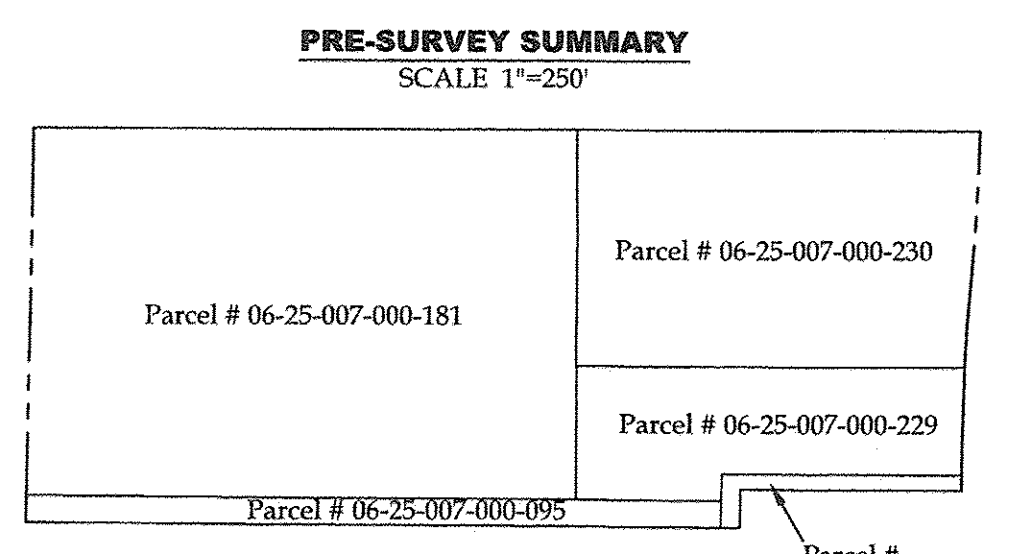 PRE-SURVEY SUMMARY
SCALE 1"=250'
Parcel # 06-25-007-000-230
Parcel # 06-25-007-000-181
Parcel # 06-25-007-000-229
Parcel # 06-25-007-000-095
Parcel #